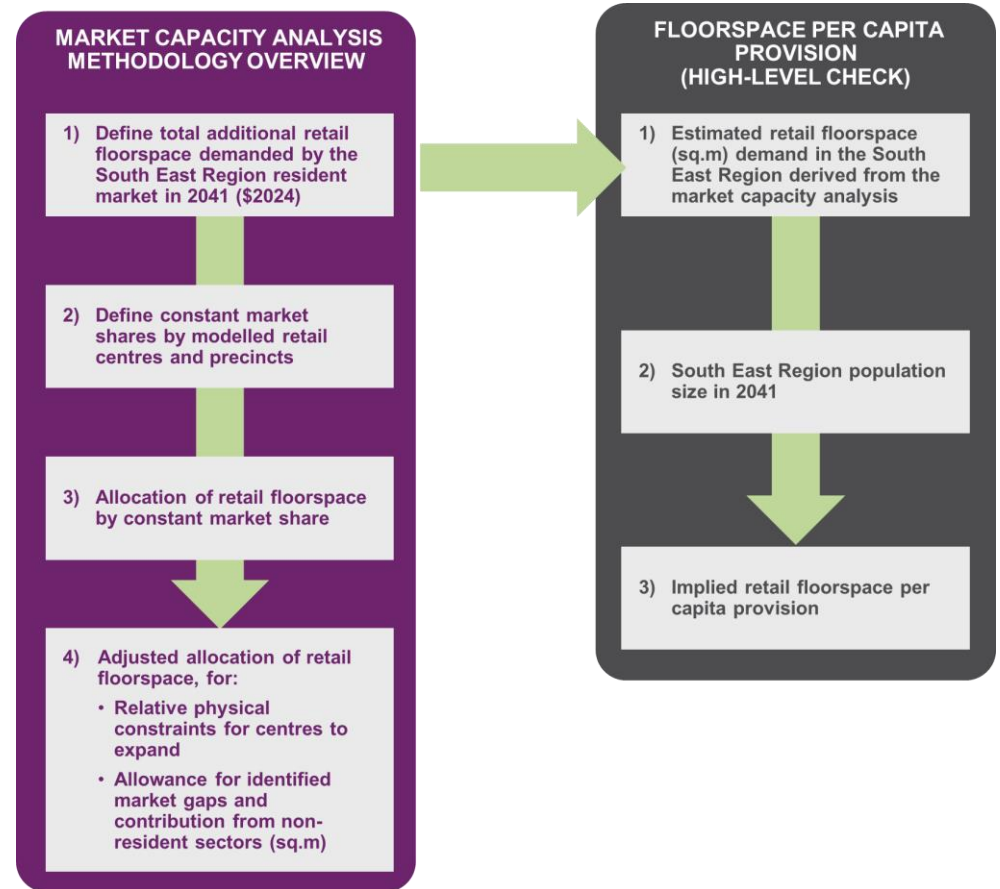 MARKET CAPACITY ANALYSIS
METHODOLOGY OVERVIEW
1) Define total additional retail
floorspace demanded by the
South East Region resident
market in 2041 ($2024)
2) Define constant market
shares by modelled retail
centres and precincts
3) Allocation of retail floorspace
by constant market share
4) Adjusted allocation of retail
floorspace, for:
• Relative physical
constraints for centres to
expand
• Allowance for identified
market gaps and
contribution from non-
resident sectors (sq.m)
FLOORSPACE PER CAPITA
PROVISION
(HIGH-LEVEL CHECK)
1) Estimated retail floorspace
(sq.m) demand in the South
East Region derived from the
market capacity analysis
2) South East Region population
size in 2041
3) Implied retail floorspace per
capita provision